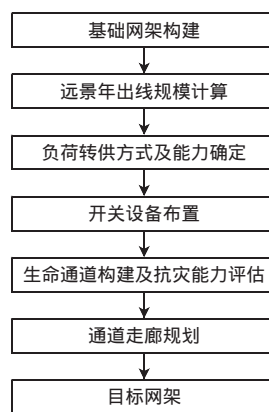 基础网架构建
远景年出线规模计算
负荷转供方式及能力确定
开关设备布置
生命通道构建及抗灾能力评估
通道走廊规划
目标网架